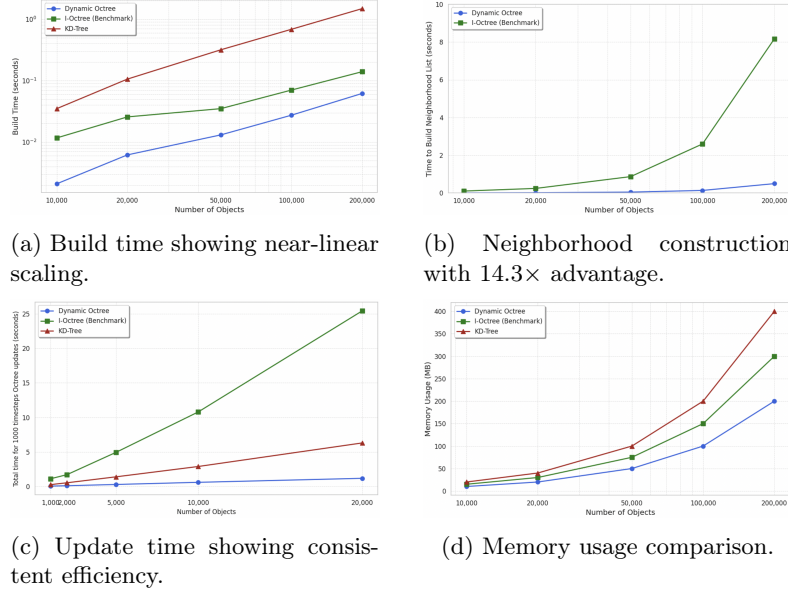 Dynamic Octree
I-Octree (Benchmark)
KD-Tree
10⁰
10⁻¹
10⁻²
Build Time (seconds)
10,000 20,000 50,000 100,000 200,000
Number of Objects
(a) Build time showing near-linear
scaling.
Dynamic Octree
I-Octree (Benchmark)
10
8
6
4
2
0
Time to Build Neighborhood List (seconds)
10,000 20,000 50,000 100,000 200,000
Number of Objects
(b) Neighborhood construction
with 14.3× advantage.
Dynamic Octree
I-Octree (Benchmark)
KD-Tree
25
20
15
10
5
0
Total time for 1000 timesteps Octree updates (seconds)
1,000 2,000 5,000 10,000 20,000
Number of Objects
(c) Update time showing consis-
tent efficiency.
Dynamic Octree
I-Octree (Benchmark)
KD-Tree
400
350
300
250
200
150
100
50
0
Memory Usage (MB)
10,000 20,000 50,000 100,000 200,000
Number of Objects
(d) Memory usage comparison.